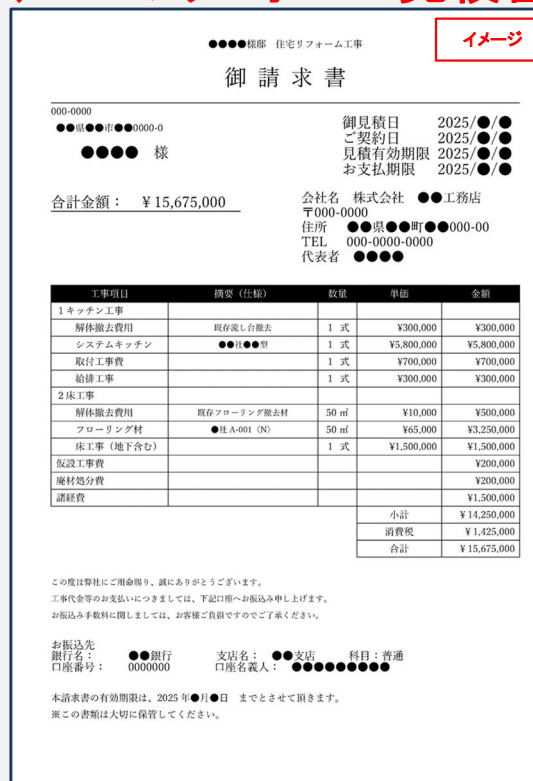 イメージ
●●●●様邸 住宅リフォーム工事
御請求書
000-0000
●●県●●市●●0000-0
●●●● 様
御見積日 2025/●/●
ご契約日 2025/●/●
見積有効期限 2025/●/●
お支払期限 2025/●/●
合計金額： ¥15,675,000
会社名 株式会社 ●●工務店
〒000-0000
住所 ●●県●●町●●000-00
TEL 000-0000-0000
代表者 ●●●●
工事項目 摘要（仕様） 数量 単価 金額
1キッチン工事
解体撤去費用 既存流し台撤去 1 式 ¥300,000 ¥300,000
システムキッチン ●●社●●型 1 式 ¥5,800,000 ¥5,800,000
取付工事費 1 式 ¥700,000 ¥700,000
給排工事 1 式 ¥300,000 ¥300,000
2床工事
解体撤去費用 既存フローリング撤去材 50 ㎡ ¥10,000 ¥500,000
フローリング材 ●社 A-001〈N〉 50 ㎡ ¥65,000 ¥3,250,000
床工事（地下含む） 1 式 ¥1,500,000 ¥1,500,000
仮設工事費 ¥200,000
廃材処分費 ¥200,000
諸経費 ¥1,500,000
小計 ¥14,250,000
消費税 ¥1,425,000
合計 ¥15,675,000
この度は弊社にご用命賜り、誠にありがとうございます。
工事代金等のお支払いにつきましては、下記口座へお振込み申し上げます。
お振込み手数料に関しましては、お客様ご負担ですのでご了承ください。
お振込先
銀行名： ●●銀行 支店名： ●●支店 科目：普通
口座番号： 0000000 口座名義人： ●●●●●●●●●
本請求書の有効期限は、2025 年●月●日 までとさせて頂きます。
※この書類は大切に保管してください。